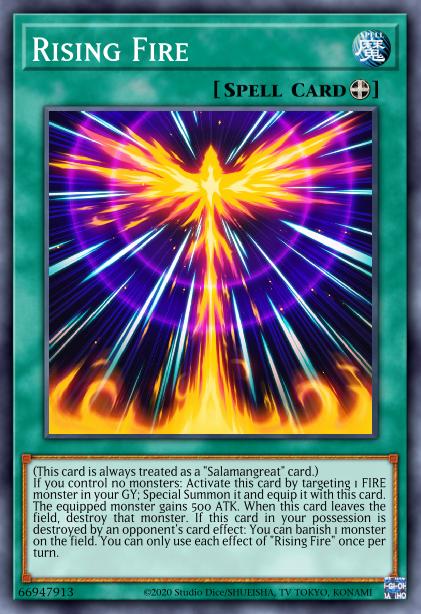 Rising Fire
[Spell Card]
(This card is always treated as a "Salamangreat" card.)
If you control no monsters: Activate this card by targeting 1 FIRE
monster in your GY; Special Summon it and equip it with this card.
The equipped monster gains 500 ATK. When this card leaves the
field, destroy that monster. If this card in your possession is
destroyed by an opponent's card effect: You can banish 1 monster
on the field. You can only use each effect of "Rising Fire" once per
turn.
66947913 ©2020 Studio Dice/SHUEISHA, TV TOKYO, KONAMI